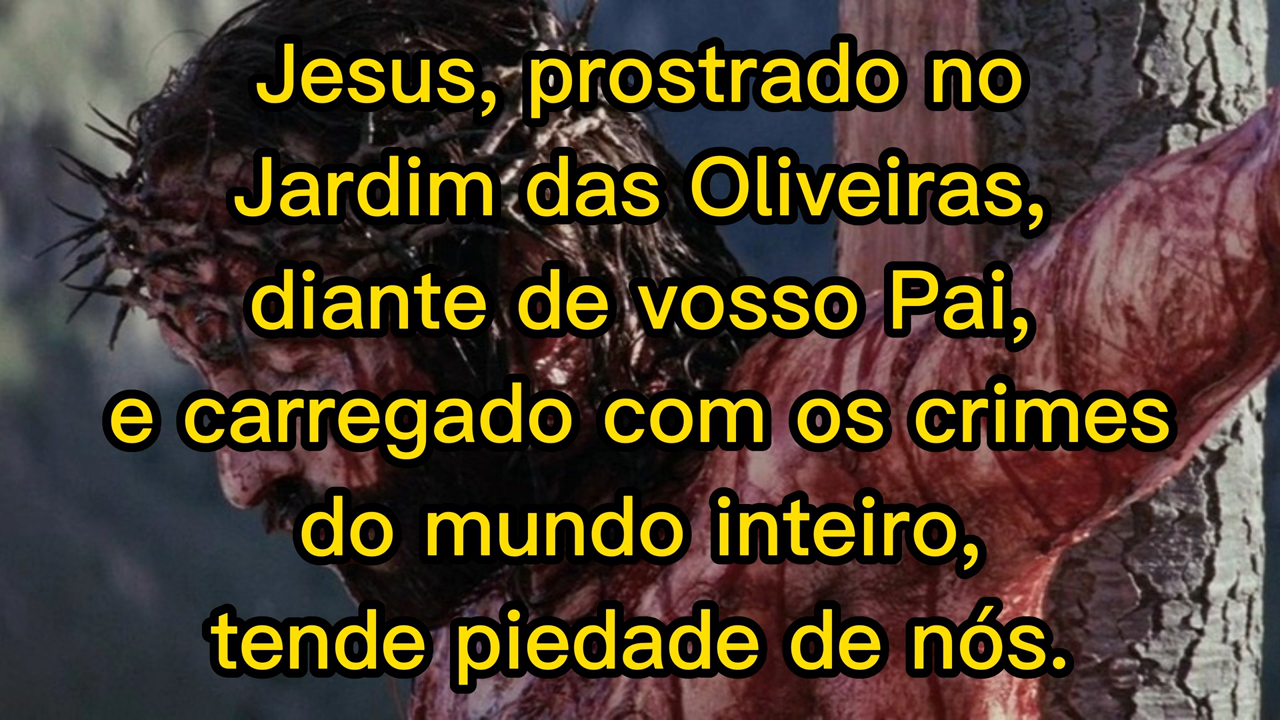 Jesus, prostrado no
Jardim das Oliveiras,
diante de vosso Pai,
e carregado com os crimes
do mundo inteiro,
tende piedade de nós.